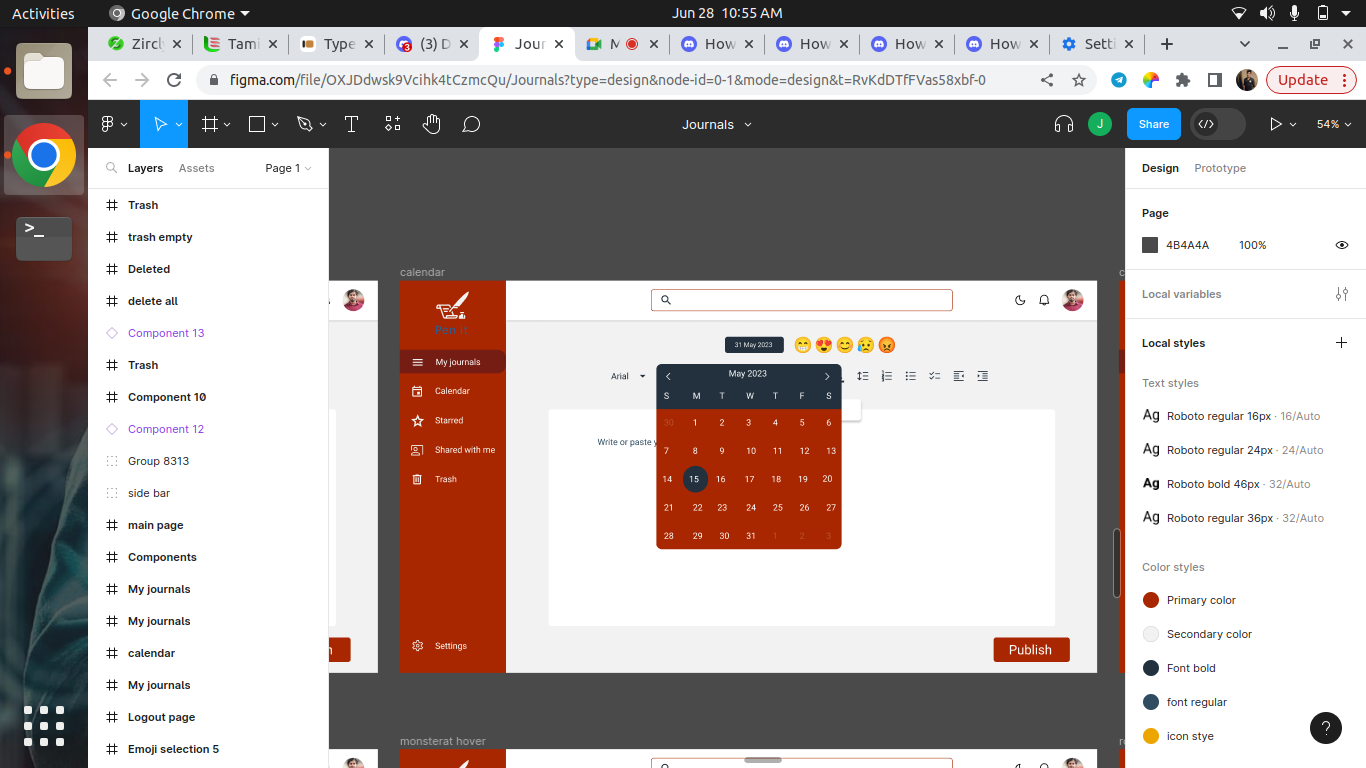 Activities
Google Chrome
Jun 28 10:55 AM
Zircly
Tami
Type
(3) D
Jour
M
How
How
How
How
Setti
figma.com/file/OXJDdwsk9Vcihk4tCzmcQu/Journals?type=design&node-id=0-1&mode=design&t=RvKdDTfFVas58xbf-0
Update
Journals
J
Share
54%
Layers
Assets
Page 1
Trash
trash empty
Deleted
delete all
Component 13
Trash
Component 10
Component 12
Group 8313
side bar
main page
Components
My journals
My journals
calendar
My journals
Logout page
Emoji selection 5
calendar
Pen it
My journals
Calendar
Starred
Shared with me
Trash
Settings
31 May 2023
Arial
May 2023
S M T W T F S
30 1 2 3 4 5 6
7 8 9 10 11 12 13
14 15 16 17 18 19 20
21 22 23 24 25 26 27
28 29 30 31 1 2 3
Write or paste y
Publish
monsterat hover
Design
Prototype
Page
4B4A4A
100%
Local variables
Local styles
Text styles
Ag Roboto regular 16px · 16/Auto
Ag Roboto regular 24px · 24/Auto
Ag Roboto bold 46px · 32/Auto
Ag Roboto regular 36px · 32/Auto
Color styles
Primary color
Secondary color
Font bold
font regular
icon stye
?